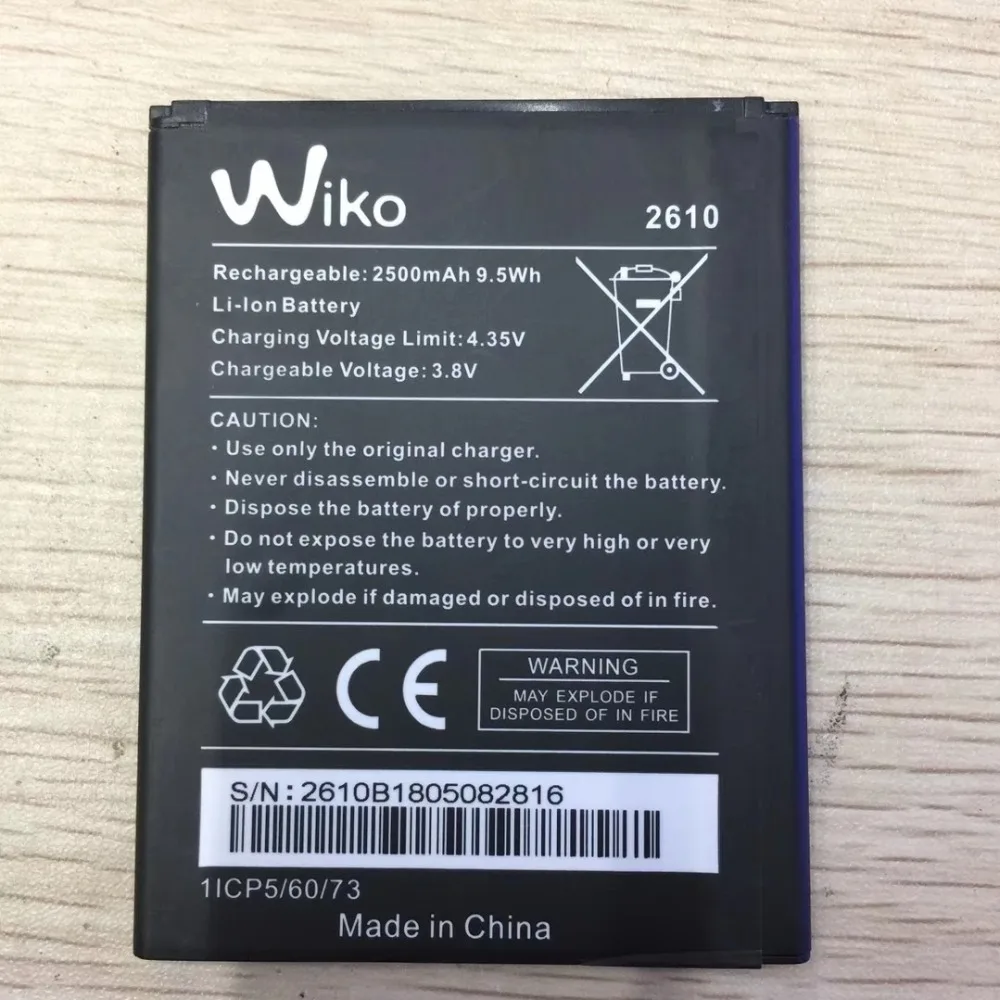 Wiko
2610
Rechargeable: 2500mAh 9.5Wh
Li-Ion Battery
Charging Voltage Limit: 4.35V
Chargeable Voltage: 3.8V
CAUTION:
· Use only the original charger.
· Never disassemble or short-circuit the battery.
· Dispose the battery of properly.
· Do not expose the battery to very high or very
low temperatures.
· May explode if damaged or disposed of in fire.
CE
WARNING
MAY EXPLODE IF
DISPOSED OF IN FIRE
S/N: 2610B1805082816
1ICP5/60/73
Made in China